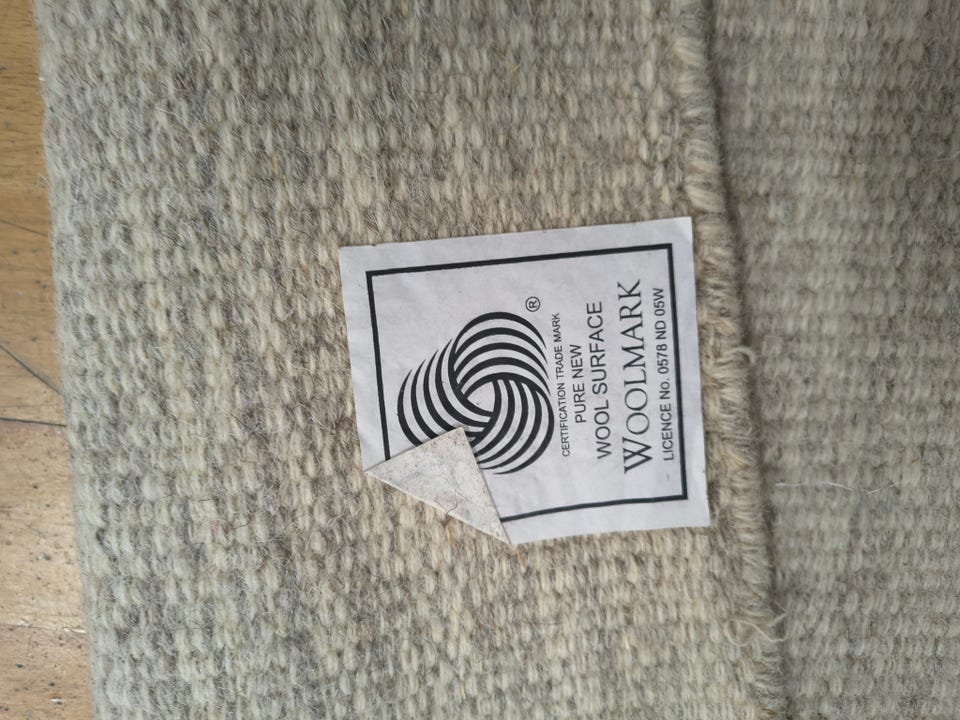 ®
CERTIFICATION TRADE MARK
PURE NEW
WOOL SURFACE
WOOLMARK
LICENCE No. 0578 ND 05W